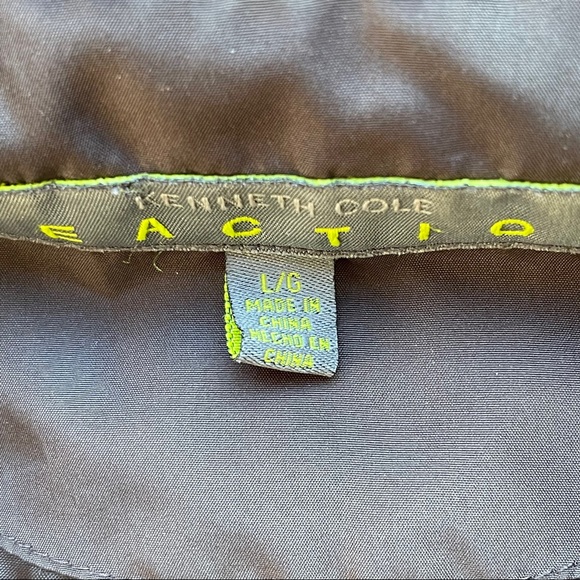 KENNETH COLE
EACTIO
L/G
MADE IN
CHINA
HECHO EN
CHINA